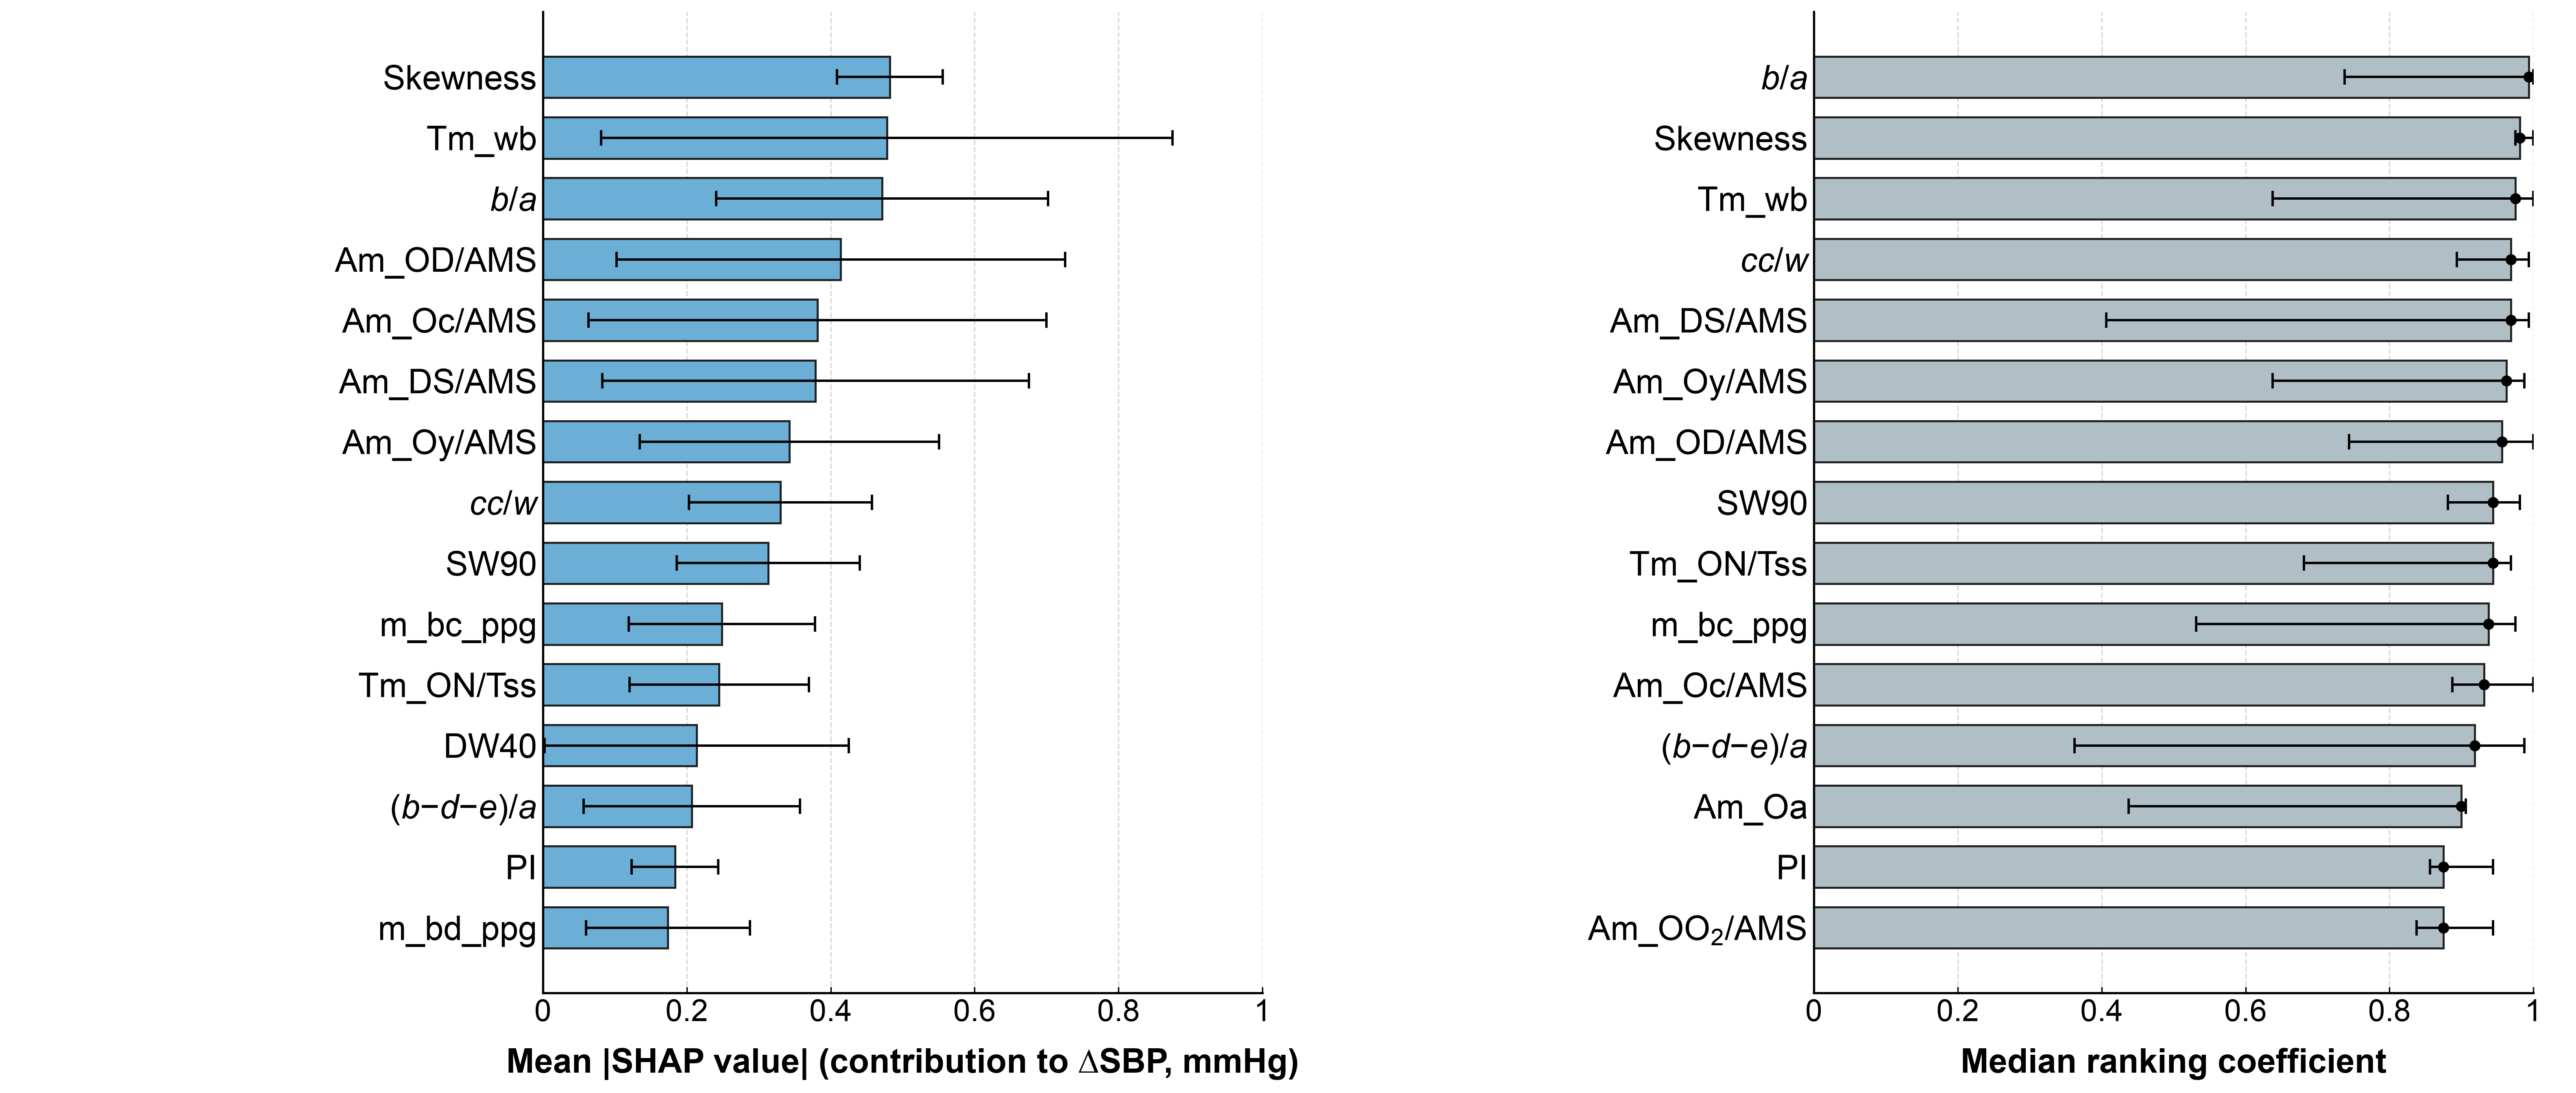 Skewness
Tm_wb
b/a
Am_OD/AMS
Am_Oc/AMS
Am_DS/AMS
Am_Oy/AMS
cc/w
SW90
m_bc_ppg
Tm_ON/Tss
DW40
(b−d−e)/a
PI
m_bd_ppg
0 0.2 0.4 0.6 0.8 1
Mean |SHAP value| (contribution to ΔSBP, mmHg)
b/a
Skewness
Tm_wb
cc/w
Am_DS/AMS
Am_Oy/AMS
Am_OD/AMS
SW90
Tm_ON/Tss
m_bc_ppg
Am_Oc/AMS
(b−d−e)/a
Am_Oa
PI
Am_OO₂/AMS
0 0.2 0.4 0.6 0.8 1
Median ranking coefficient